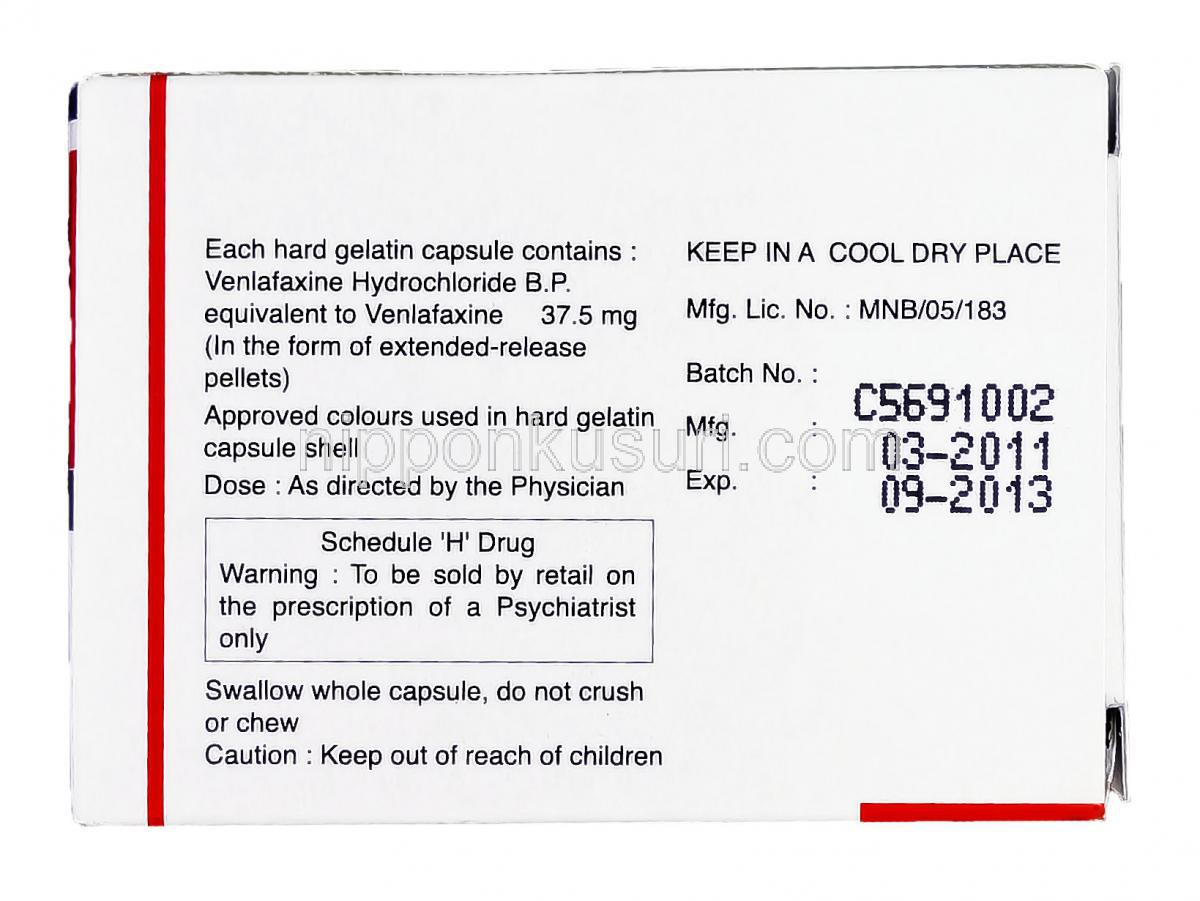 Each hard gelatin capsule contains :
Venlafaxine Hydrochloride B.P.
equivalent to Venlafaxine 37.5 mg
(In the form of extended-release
pellets)
Approved colours used in hard gelatin
capsule shell
Dose : As directed by the Physician
Schedule 'H' Drug
Warning : To be sold by retail on
the prescription of a Psychiatrist
only
Swallow whole capsule, do not crush
or chew
Caution : Keep out of reach of children
KEEP IN A COOL DRY PLACE
Mfg. Lic. No. : MNB/05/183
Batch No. : C5691002
Mfg. : 03-2011
Exp. : 09-2013
nipponkusuri.com